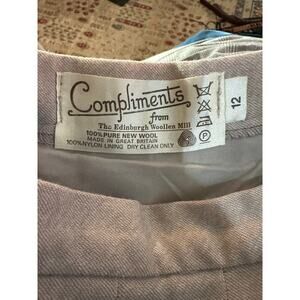 Compliments
from
The Edinburgh Woollen Mill
100% PURE NEW WOOL
MADE IN GREAT BRITAIN
100% NYLON LINING DRY CLEAN ONLY
P
12